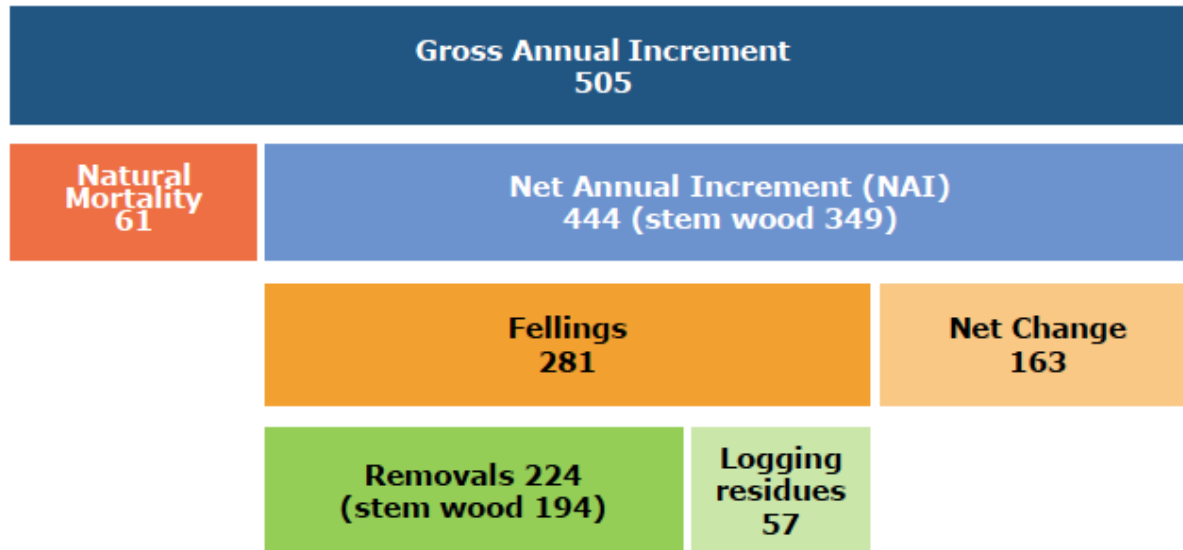 Gross Annual Increment
505
Natural
Mortality
61
Net Annual Increment (NAI)
444 (stem wood 349)
Fellings
281
Net Change
163
Removals 224
(stem wood 194)
Logging
residues
57